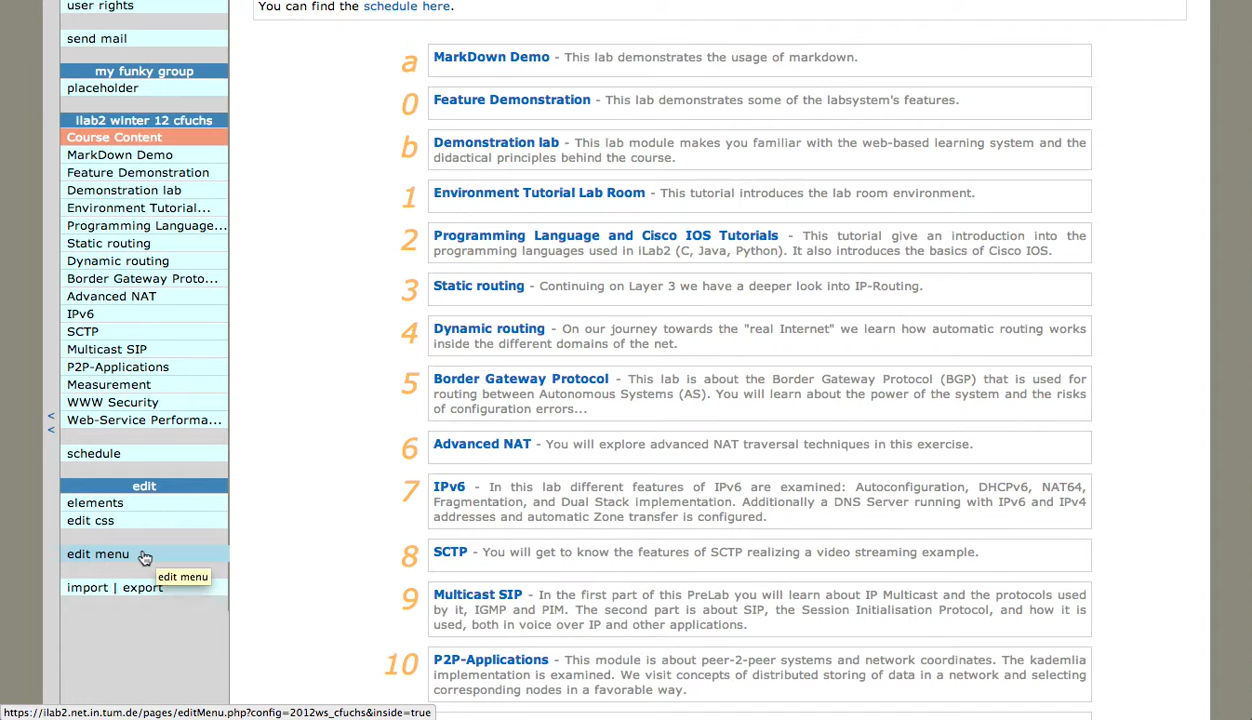 user rights
send mail
my funky group
placeholder
ilab2 winter 12 cfuchs
Course Content
MarkDown Demo
Feature Demonstration
Demonstration lab
Environment Tutorial...
Programming Language...
Static routing
Dynamic routing
Border Gateway Proto...
Advanced NAT
IPv6
SCTP
Multicast SIP
P2P-Applications
Measurement
WWW Security
Web-Service Performa...
schedule
edit
elements
edit css
edit menu
edit menu
import | export
<
<
You can find the schedule here.
a MarkDown Demo - This lab demonstrates the usage of markdown.
0 Feature Demonstration - This lab demonstrates some of the labsystem's features.
b Demonstration lab - This lab module makes you familiar with the web-based learning system and the
didactical principles behind the course.
1 Environment Tutorial Lab Room - This tutorial introduces the lab room environment.
2 Programming Language and Cisco IOS Tutorials - This tutorial give an introduction into the
programming languages used in iLab2 (C, Java, Python). It also introduces the basics of Cisco IOS.
3 Static routing - Continuing on Layer 3 we have a deeper look into IP-Routing.
4 Dynamic routing - On our journey towards the "real Internet" we learn how automatic routing works
inside the different domains of the net.
5 Border Gateway Protocol - This lab is about the Border Gateway Protocol (BGP) that is used for
routing between Autonomous Systems (AS). You will learn about the power of the system and the risks
of configuration errors...
6 Advanced NAT - You will explore advanced NAT traversal techniques in this exercise.
7 IPv6 - In this lab different features of IPv6 are examined: Autoconfiguration, DHCPv6, NAT64,
Fragmentation, and Dual Stack implementation. Additionally a DNS Server running with IPv6 and IPv4
addresses and automatic Zone transfer is configured.
8 SCTP - You will get to know the features of SCTP realizing a video streaming example.
9 Multicast SIP - In the first part of this PreLab you will learn about IP Multicast and the protocols used
by it, IGMP and PIM. The second part is about SIP, the Session Initialisation Protocol, and how it is
used, both in voice over IP and other applications.
10 P2P-Applications - This module is about peer-2-peer systems and network coordinates. The kademlia
implementation is examined. We visit concepts of distributed storing of data in a network and selecting
corresponding nodes in a favorable way.
https://ilab2.net.in.tum.de/pages/editMenu.php?config=2012ws_cfuchs&inside=true